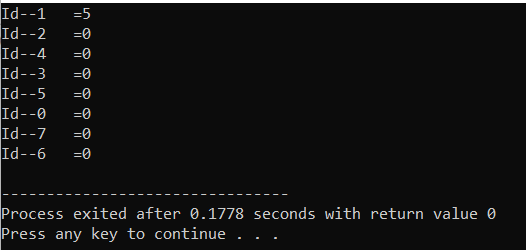 Id--1   =5
Id--2   =0
Id--4   =0
Id--3   =0
Id--5   =0
Id--0   =0
Id--7   =0
Id--6   =0
--------------------------------
Process exited after 0.1778 seconds with return value 0
Press any key to continue . . .